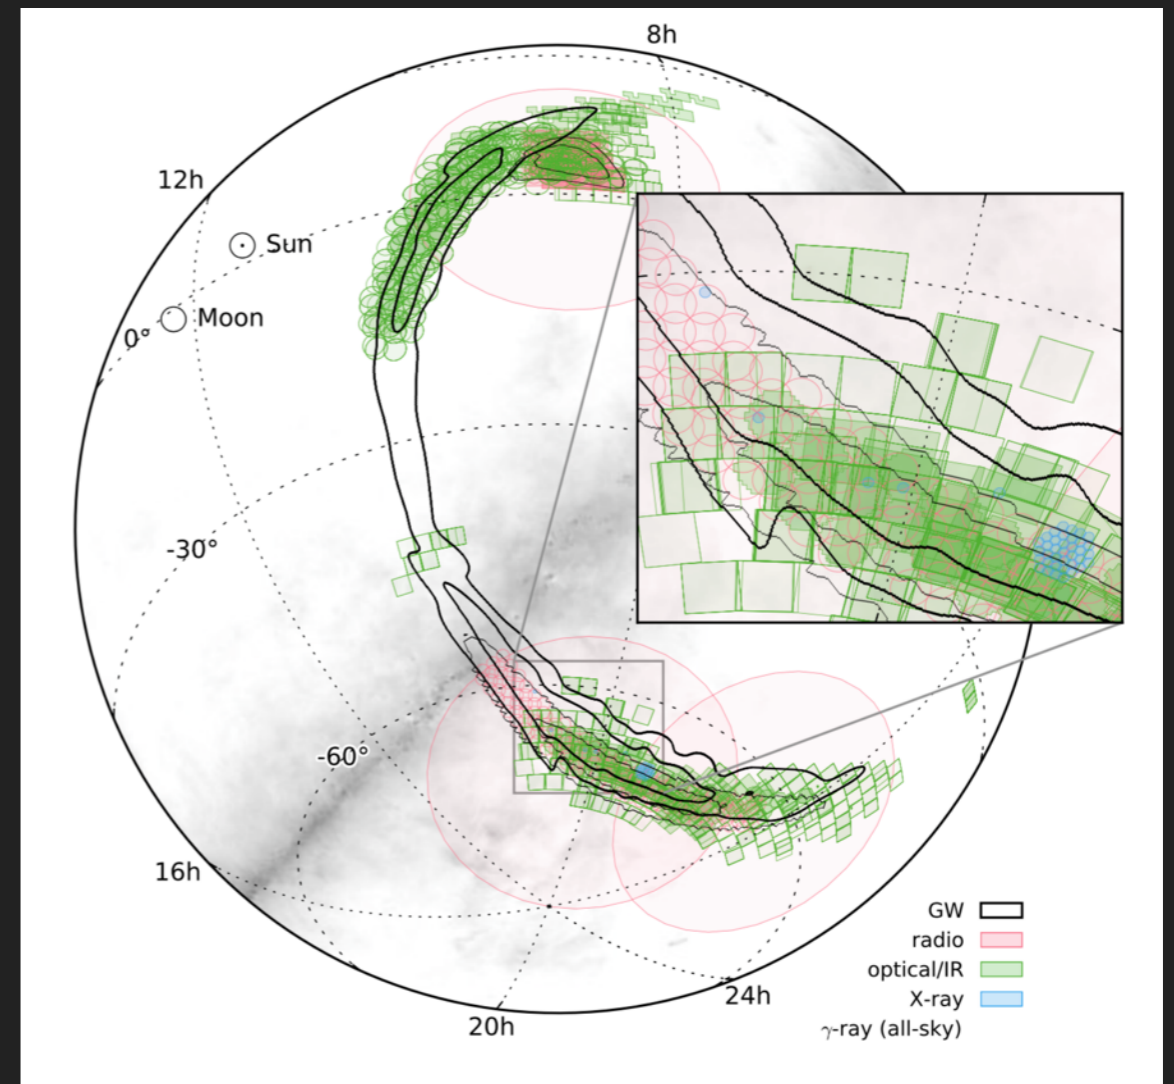 8h
12h
Sun
Moon
0°
-30°
-60°
16h
GW
radio
optical/IR
X-ray
24h
20h
γ-ray (all-sky)